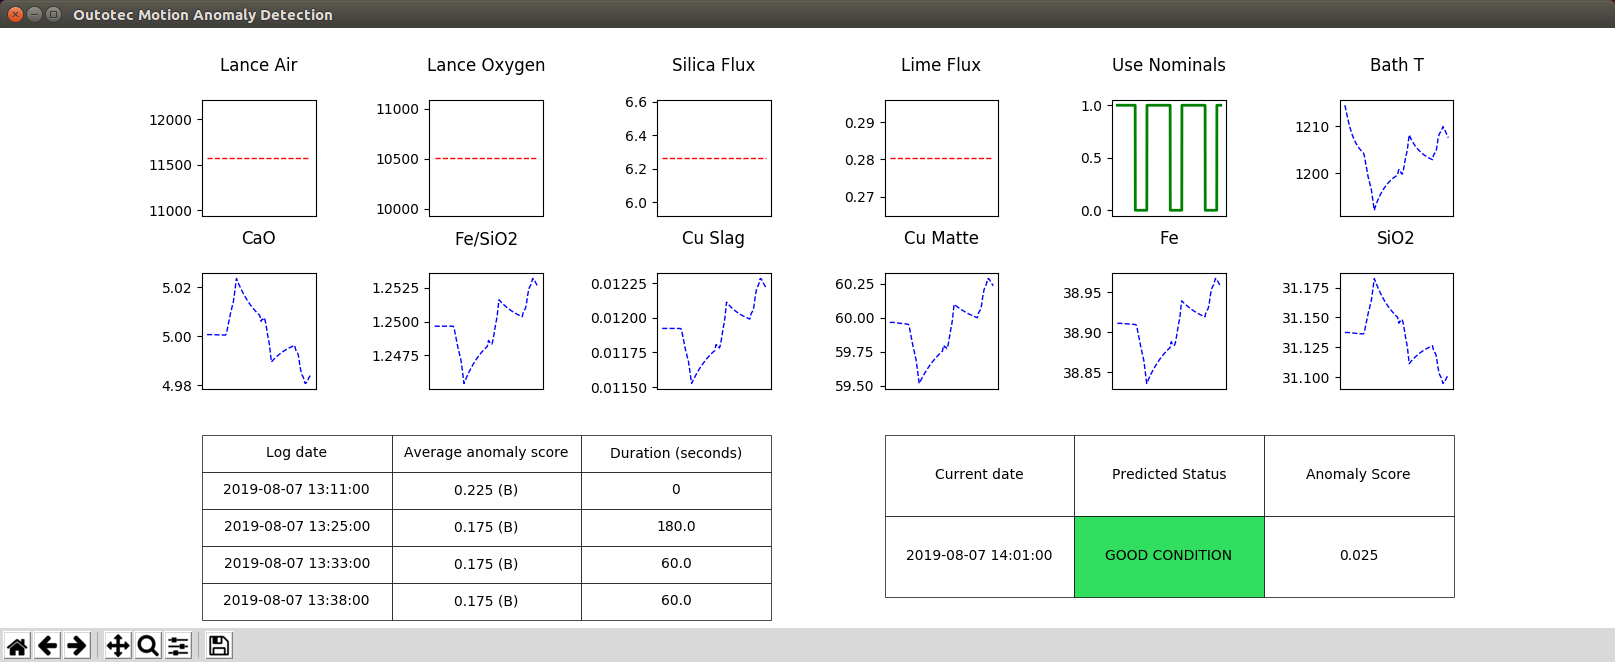 Outotec Motion Anomaly Detection
Lance Air
Lance Oxygen
Silica Flux
Lime Flux
Use Nominals
Bath T
12000
11500
11000
11000
10500
10000
6.6
6.4
6.2
6.0
0.29
0.28
0.27
1.0
0.5
0.0
1210
1200
CaO
Fe/SiO2
Cu Slag
Cu Matte
Fe
SiO2
5.02
5.00
4.98
1.2525
1.2500
1.2475
0.01225
0.01200
0.01175
0.01150
60.25
60.00
59.75
59.50
38.95
38.90
38.85
31.175
31.150
31.125
31.100
Log date Average anomaly score Duration (seconds)
2019-08-07 13:11:00 0.225 (B) 0
2019-08-07 13:25:00 0.175 (B) 180.0
2019-08-07 13:33:00 0.175 (B) 60.0
2019-08-07 13:38:00 0.175 (B) 60.0
Current date Predicted Status Anomaly Score
2019-08-07 14:01:00 GOOD CONDITION 0.025